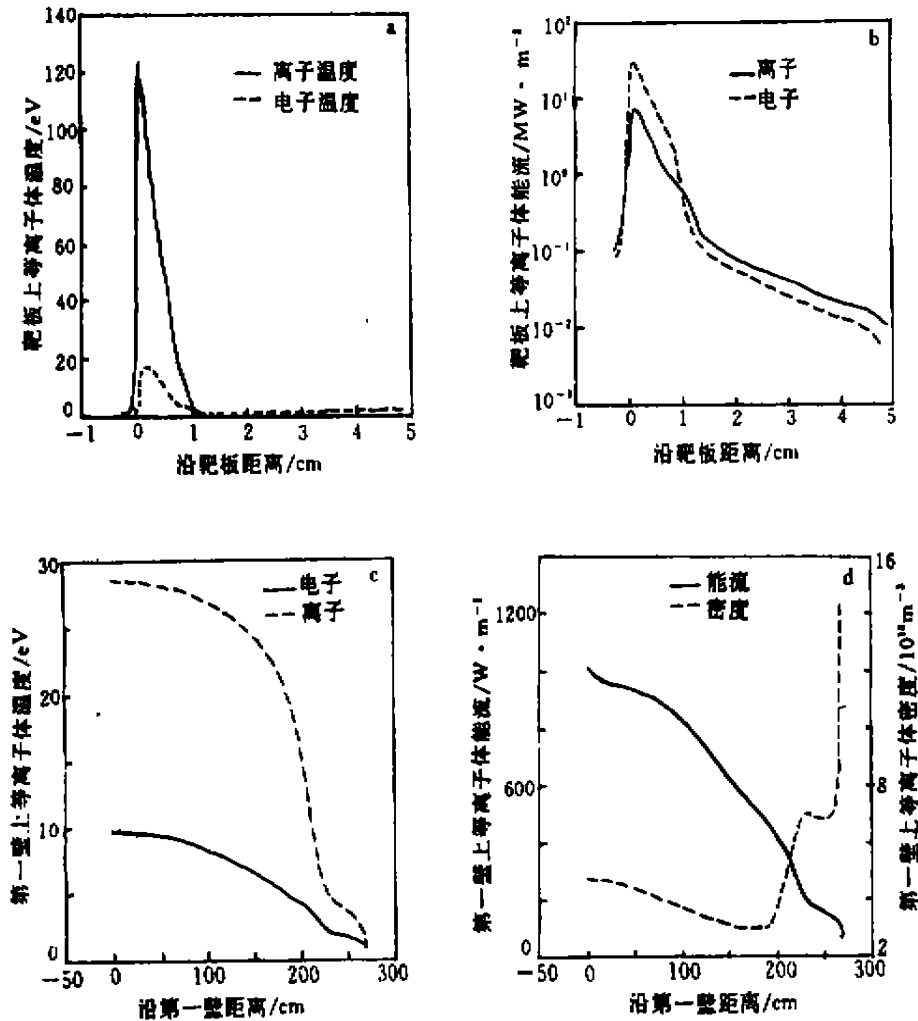 a
靶板上等离子体温度/eV
140
120
100
80
60
40
20
0
离子温度
电子温度
-1 0 1 2 3 4 5
沿靶板距离/cm
b
靶板上等离子体能流/MW·m⁻²
10²
10¹
10⁰
10⁻¹
10⁻²
10⁻³
离子
电子
-1 0 1 2 3 4 5
沿靶板距离/cm
c
第一壁上等离子体温度/eV
30
20
10
0
电子
离子
-50 0 100 200 300
沿第一壁距离/cm
d
第一壁上等离子体能流/W·m⁻²
1200
600
0
能流
密度
16
8
2
第一壁上等离子体密度/10¹⁸m⁻³
-50 0 100 200 300
沿第一壁距离/cm